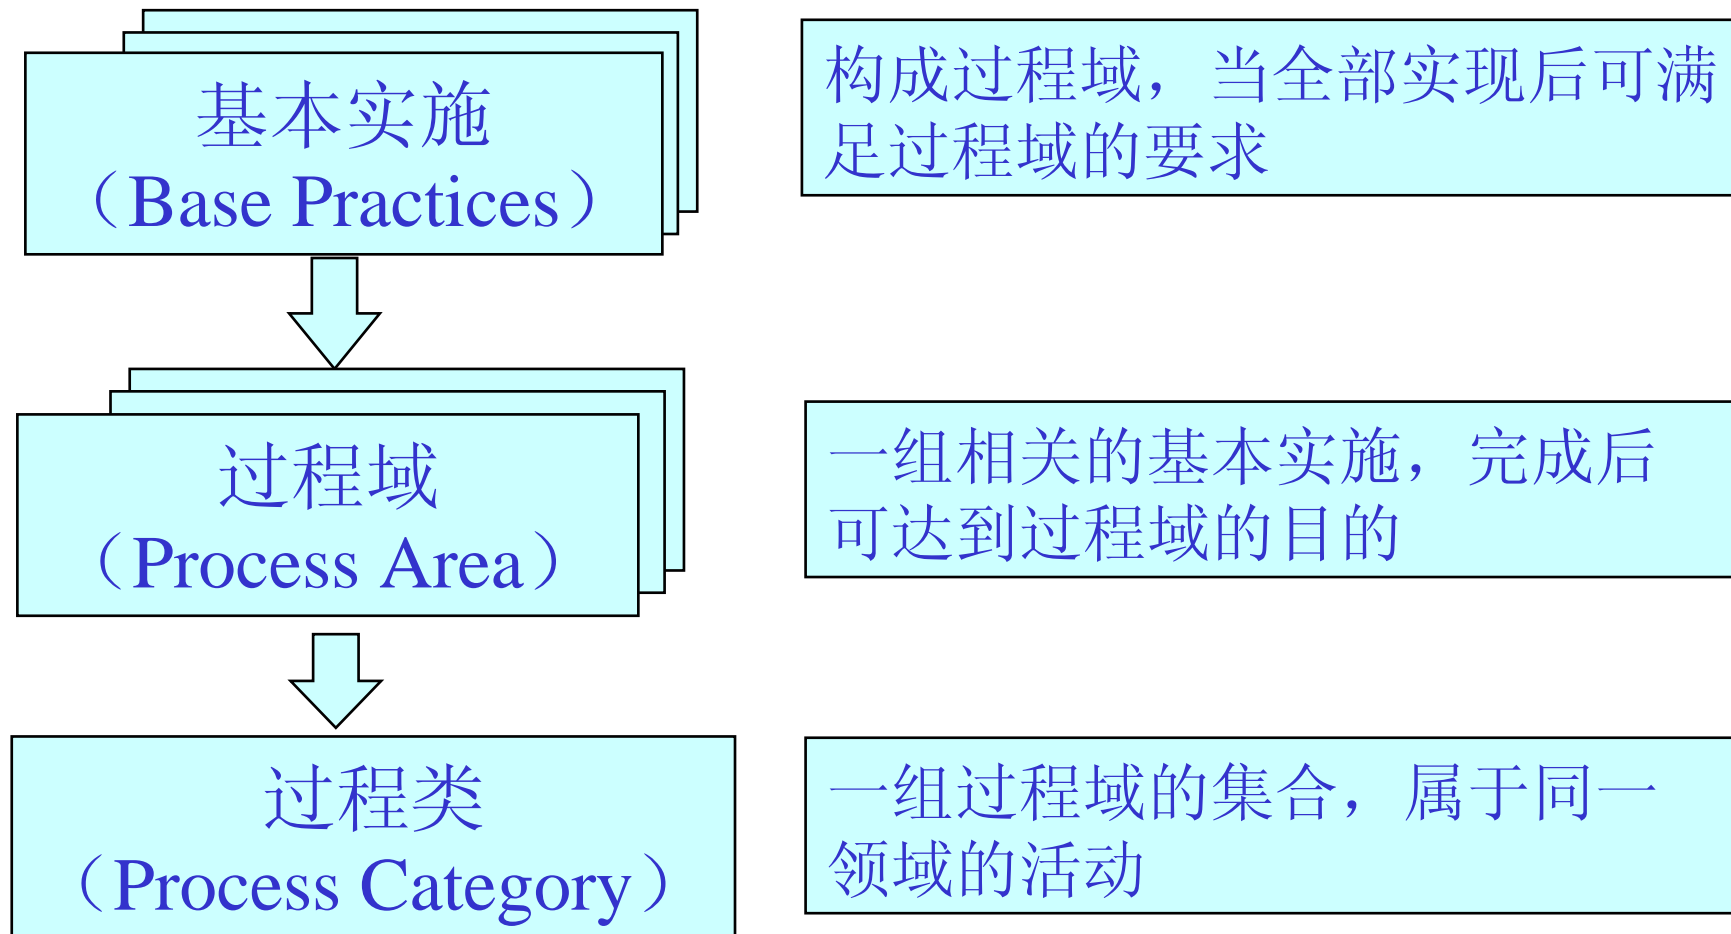 基本实施
（Base Practices）
构成过程域，当全部实现后可满
足过程域的要求
过程域
（Process Area）
一组相关的基本实施，完成后
可达到过程域的目的
过程类
（Process Category）
一组过程域的集合，属于同一
领域的活动